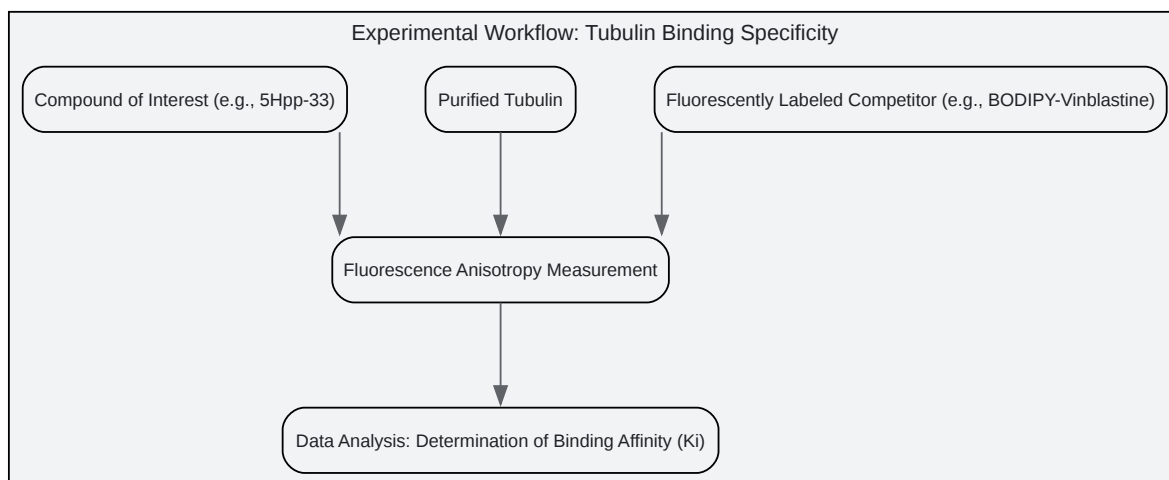 Experimental Workflow: Tubulin Binding Specificity
Compound of Interest (e.g., 5Hpp-33)
Purified Tubulin
Fluorescently Labeled Competitor (e.g., BODIPY-Vinblastine)
Fluorescence Anisotropy Measurement
Data Analysis: Determination of Binding Affinity (Ki)